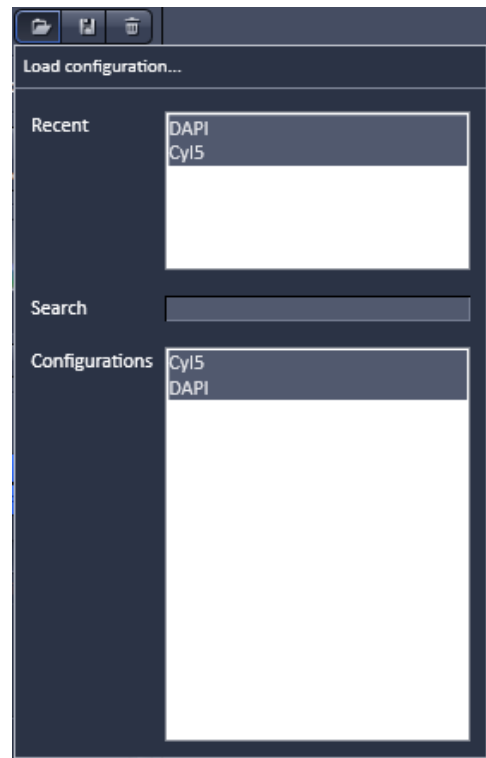 Load configuration...
Recent
DAPI
Cyl5
Search
Configurations
Cyl5
DAPI